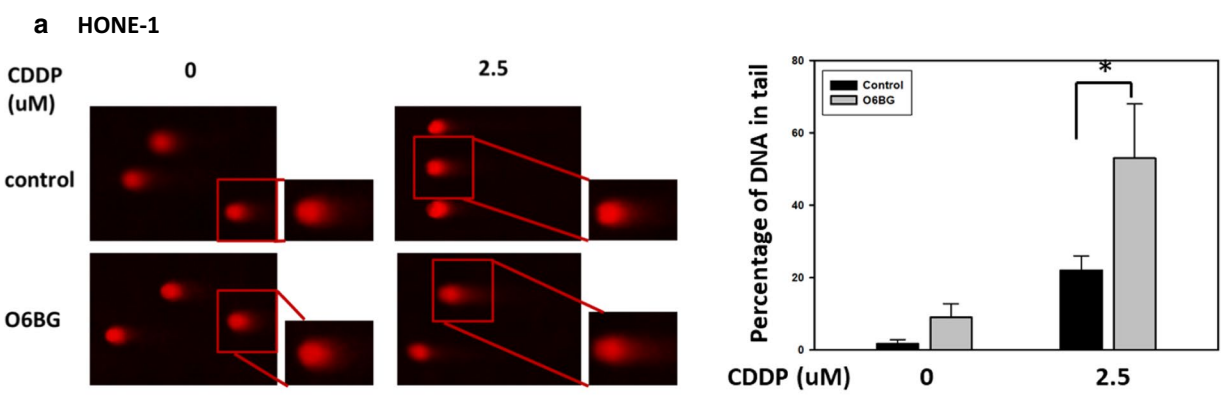 a HONE-1
CDDP (uM)
0
2.5
control
O6BG
Percentage of DNA in tail
80
60
40
20
0
*
Control
O6BG
CDDP (uM) 0 2.5